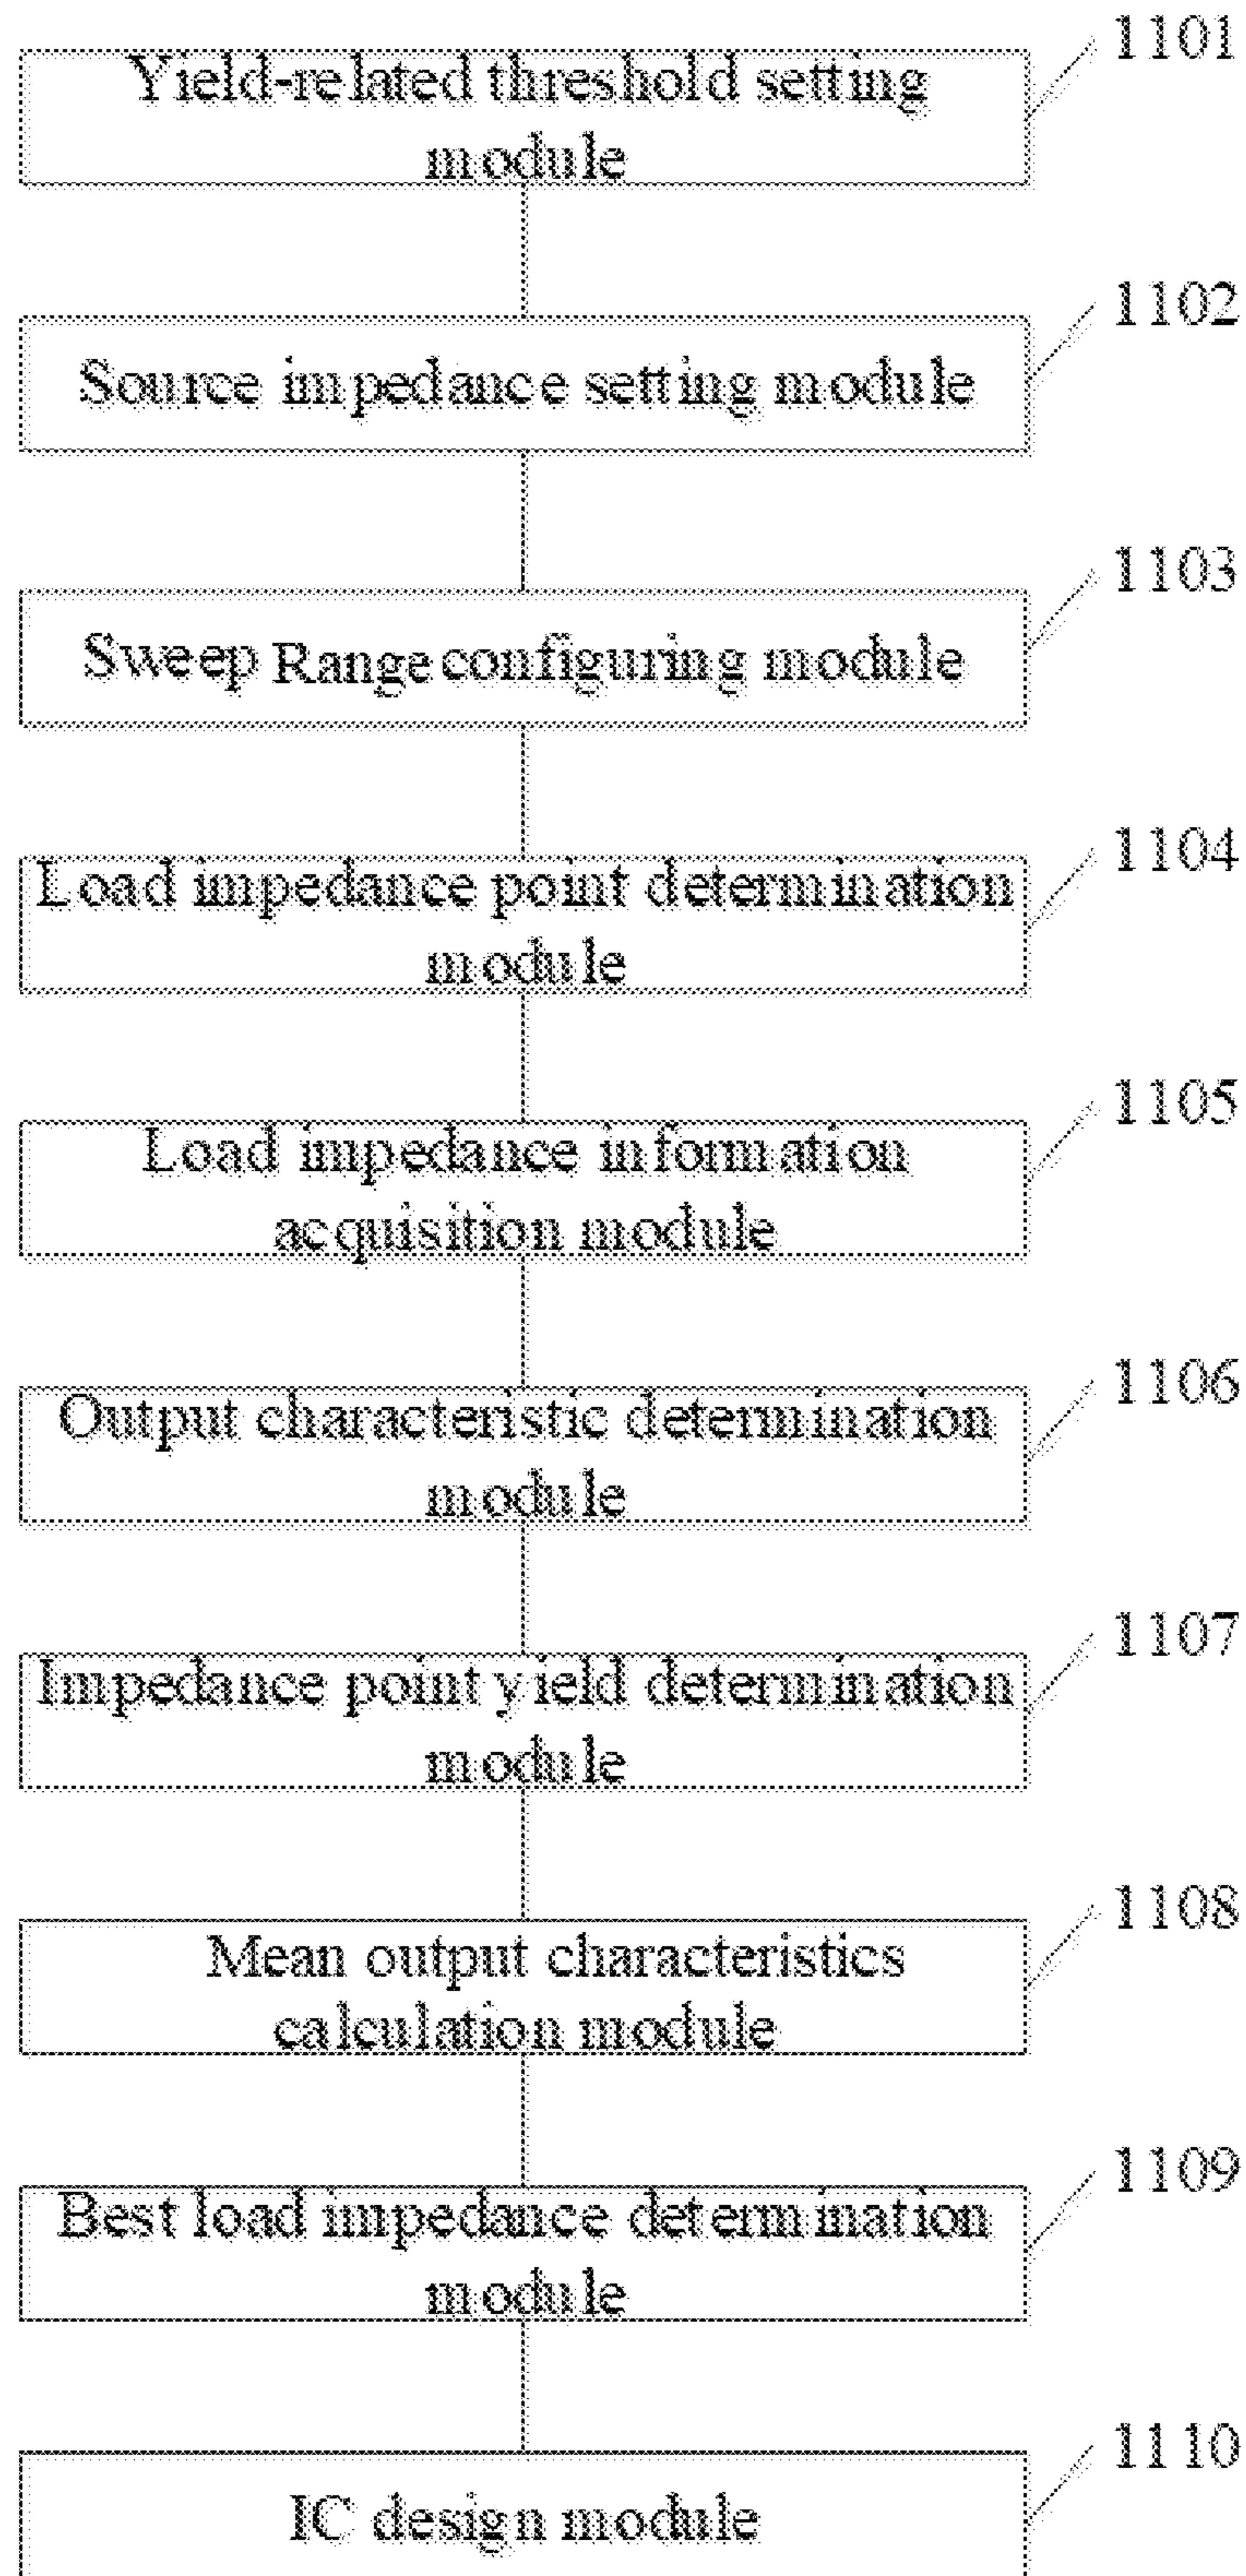 1101
Yield-related threshold setting
module
1102
Source impedance setting module
1103
Sweep Range configuring module
1104
Load impedance point determination
module
1105
Load impedance information
acquisition module
1106
Output characteristic determination
module
1107
Impedance point yield determination
module
1108
Mean output characteristics
calculation module
1109
Best load impedance determination
module
1110
IC design module